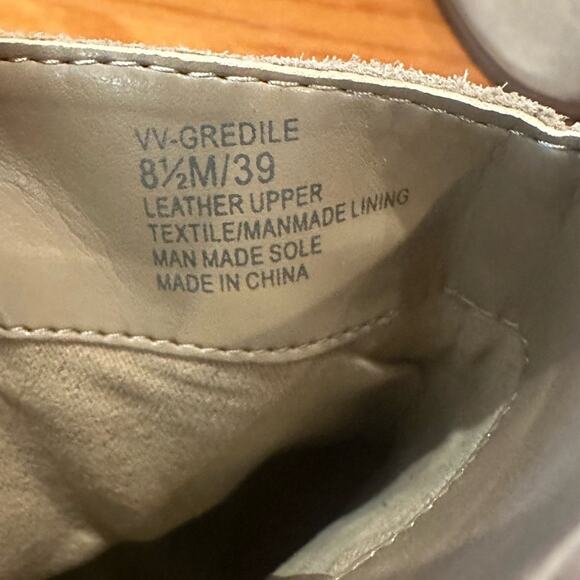 VV-GREDILE
8½M/39
LEATHER UPPER
TEXTILE/MANMADE LINING
MAN MADE SOLE
MADE IN CHINA